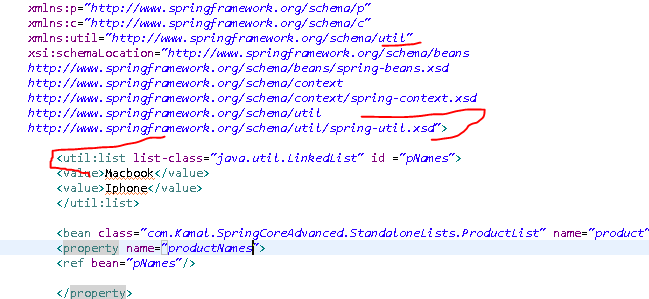 xmlns:p="http://www.springframework.org/schema/p"
xmlns:c="http://www.springframework.org/schema/c"
xmlns:util="http://www.springframework.org/schema/util"
xsi:schemaLocation="http://www.springframework.org/schema/beans
http://www.springframework.org/schema/beans/spring-beans.xsd
http://www.springframework.org/schema/context
http://www.springframework.org/schema/context/spring-context.xsd
http://www.springframework.org/schema/util
http://www.springframework.org/schema/util/spring-util.xsd">
<util:list list-class="java.util.LinkedList" id ="pNames">
<value>Macbook</value>
<value>Iphone</value>
</util:list>
<bean class="com.Kamal.SpringCoreAdvanced.StandaloneLists.ProductList" name="product"
<property name="productNames">
<ref bean="pNames"/>
</property>